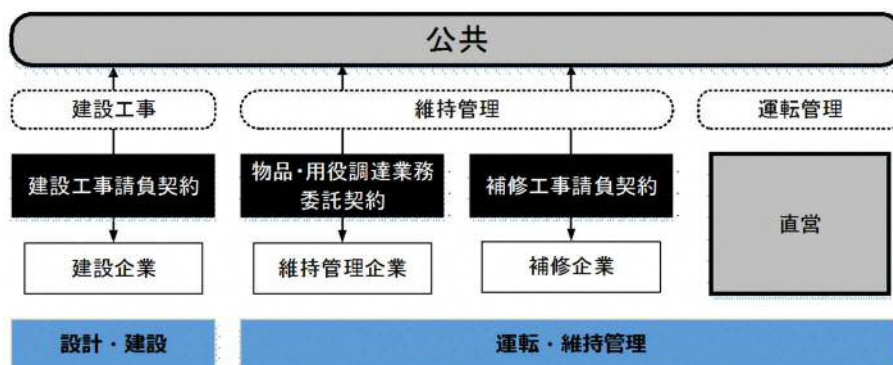 公共
建設工事
維持管理
運転管理
建設工事請負契約
物品・用役調達業務
委託契約
補修工事請負契約
直営
建設企業
維持管理企業
補修企業
設計・建設
運転・維持管理